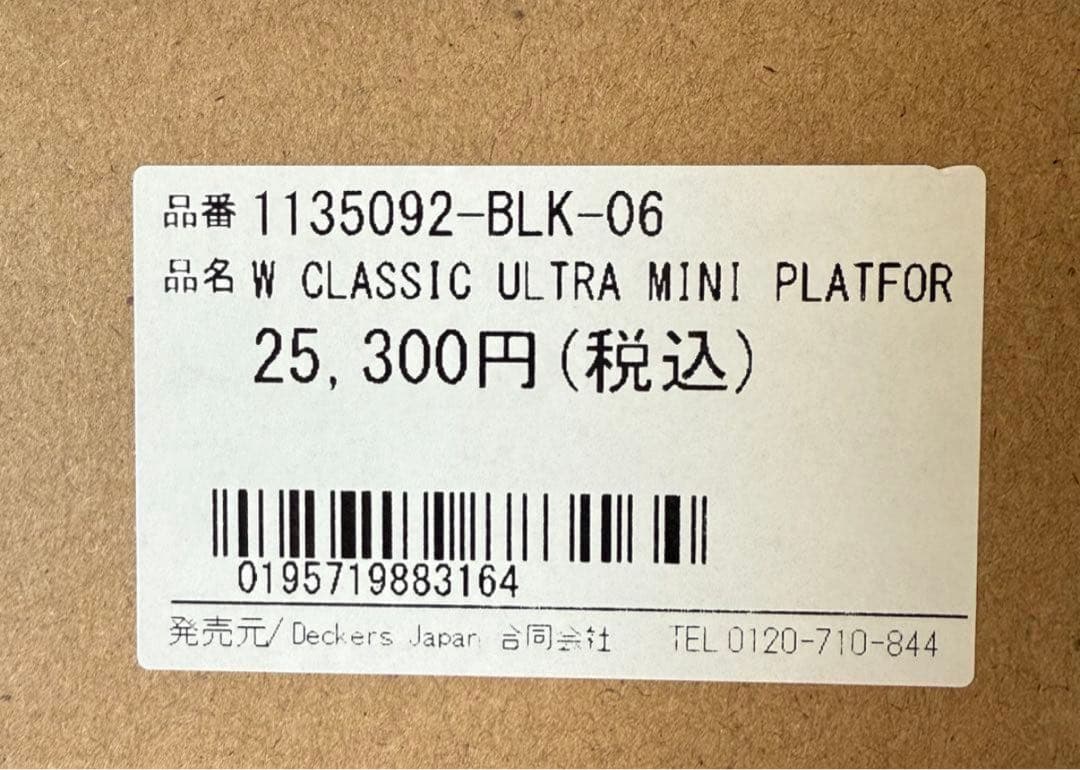 品番 1135092-BLK-06
品名 W CLASSIC ULTRA MINI PLATFOR
25,300円(税込)
0195719883164
発売元/Deckers Japan 合同会社 TEL 0120-710-844